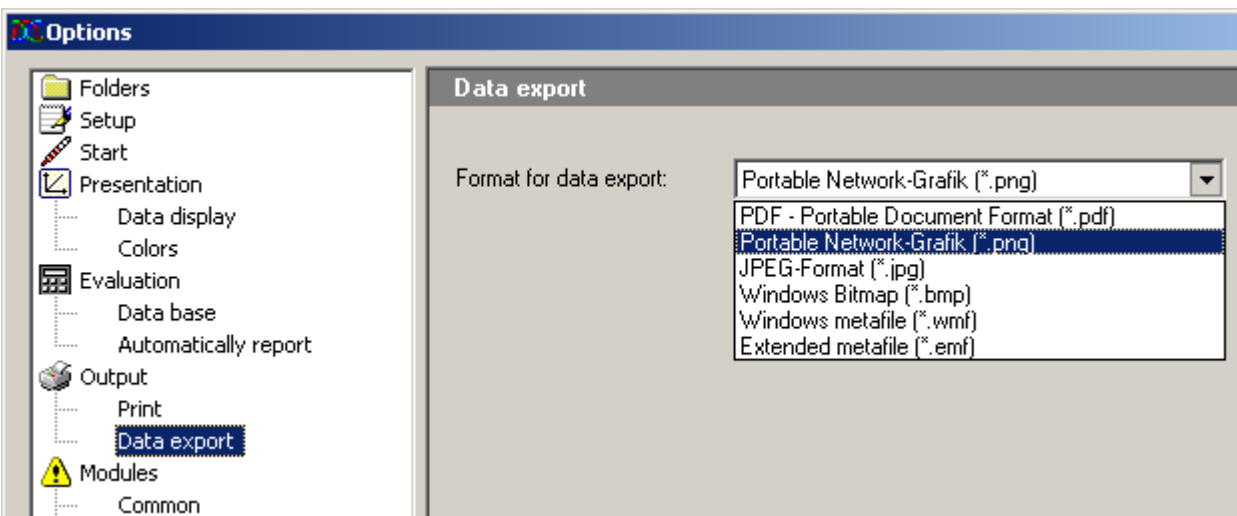 Options
Folders
Setup
Start
Presentation
Data display
Colors
Evaluation
Data base
Automatically report
Output
Print
Data export
Modules
Common
Data export
Format for data export:
Portable Network-Grafik (*.png)
PDF - Portable Document Format (*.pdf)
Portable Network-Grafik (*.png)
JPEG-Format (*.jpg)
Windows Bitmap (*.bmp)
Windows metafile (*.wmf)
Extended metafile (*.emf)